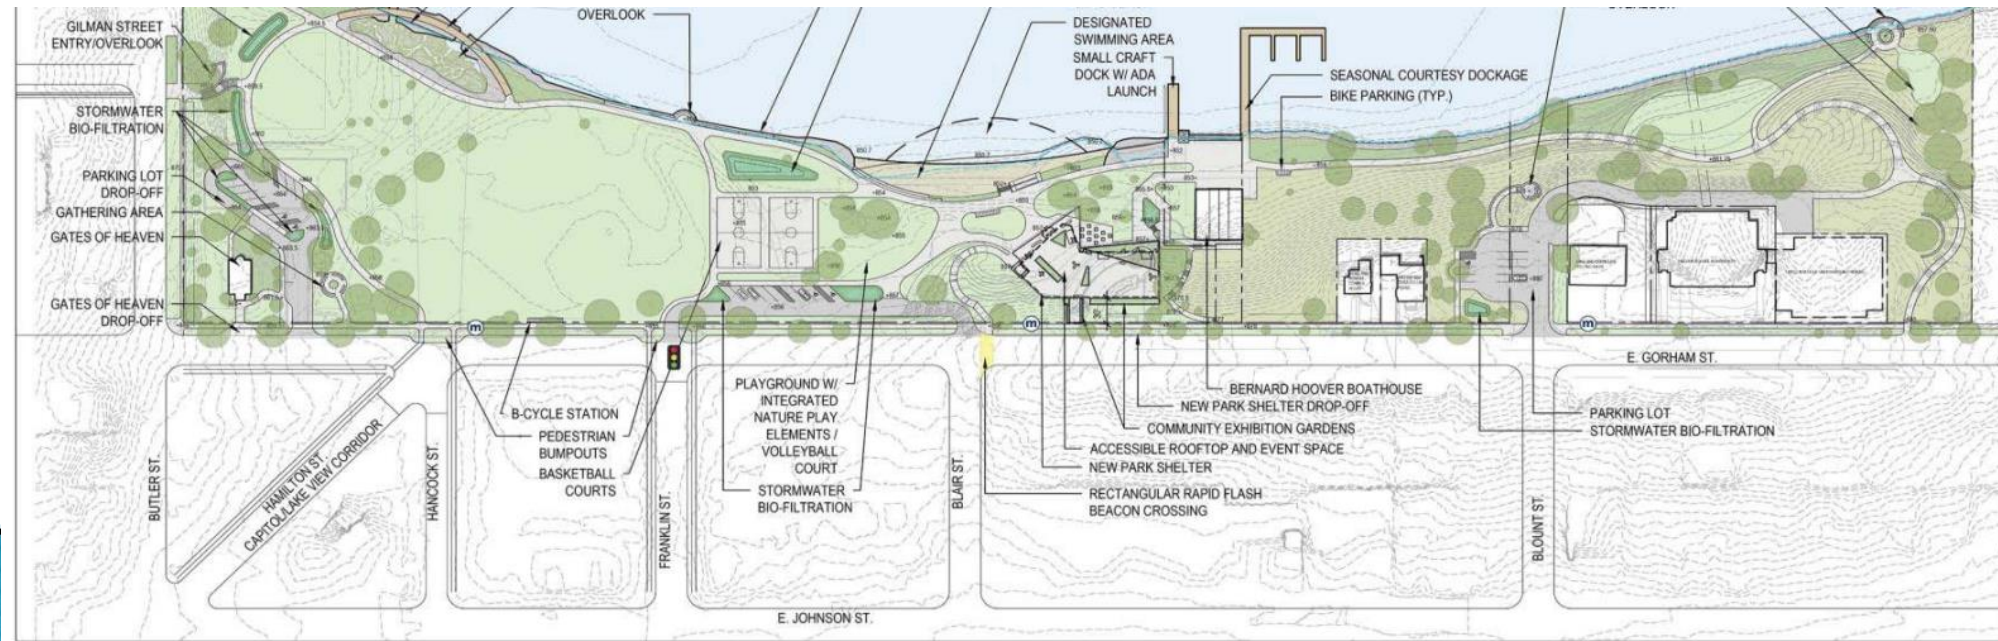 GILMAN STREET
ENTRY/OVERLOOK
STORMWATER
BIO-FILTRATION
PARKING LOT
DROP-OFF
GATHERING AREA
GATES OF HEAVEN
GATES OF HEAVEN
DROP-OFF
OVERLOOK
DESIGNATED
SWIMMING AREA
SMALL CRAFT
DOCK W/ ADA
LAUNCH
SEASONAL COURTESY DOCKAGE
BIKE PARKING (TYP.)
m
m
m
E. GORHAM ST.
B-CYCLE STATION
PEDESTRIAN
BUMPOUTS
BASKETBALL
COURTS
PLAYGROUND W/
INTEGRATED
NATURE PLAY
ELEMENTS /
VOLLEYBALL
COURT
STORMWATER
BIO-FILTRATION
BERNARD HOOVER BOATHOUSE
NEW PARK SHELTER DROP-OFF
COMMUNITY EXHIBITION GARDENS
ACCESSIBLE ROOFTOP AND EVENT SPACE
NEW PARK SHELTER
RECTANGULAR RAPID FLASH
BEACON CROSSING
PARKING LOT
STORMWATER BIO-FILTRATION
BUTLER ST.
HAMILTON ST.
CAPITOL/LAKE VIEW CORRIDOR
HANCOCK ST.
FRANKLIN ST.
BLAIR ST.
BLOUNT ST.
E. JOHNSON ST.